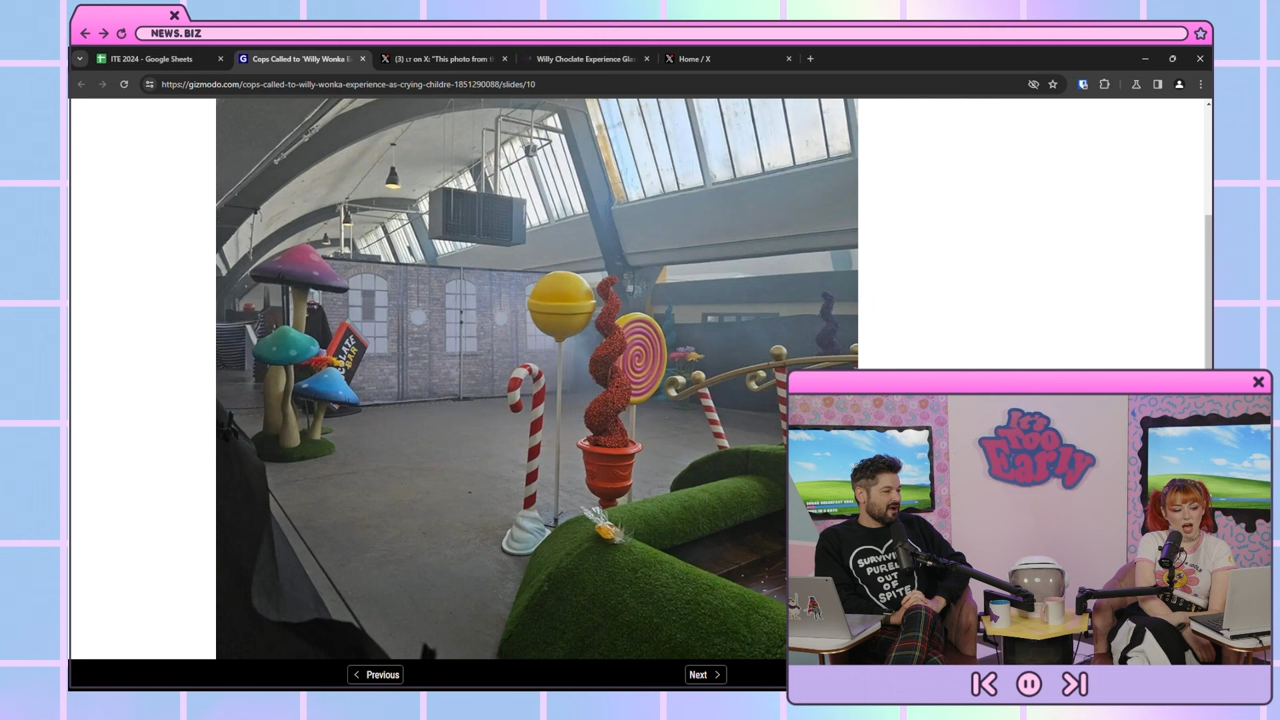 NEWS.BIZ
ITE 2024 - Google Sheets
Cops Called to 'Willy Wonka E
(3) on X: "This photo from t
Willy Choclate Experience Gla
Home / X
https://gizmodo.com/cops-called-to-willy-wonka-experience-as-crying-childre-1851290088/slides/10
BAR
It's
Too
Early
SURVIVING
PURELY
OUT
OF
SPITE
Previous
Next